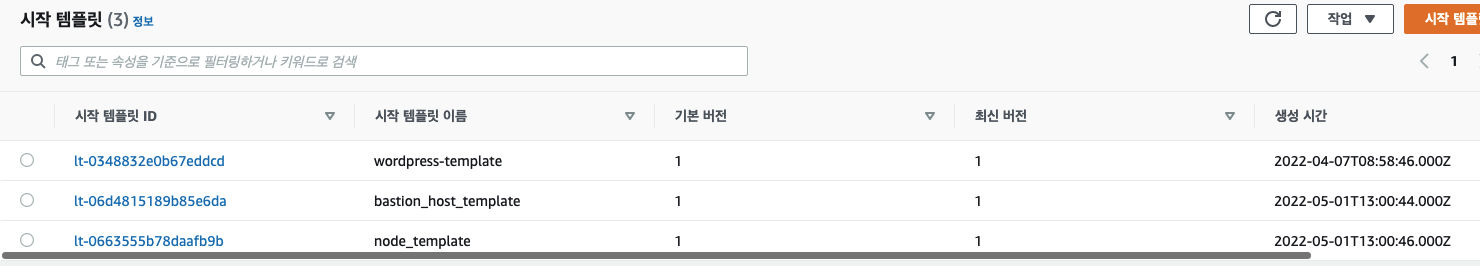 시작 템플릿 (3) 정보
작업
시작 템플
태그 또는 속성을 기준으로 필터링하거나 키워드로 검색
1
시작 템플릿 ID 시작 템플릿 이름 기본 버전 최신 버전 생성 시간
lt-0348832e0b67eddcd wordpress-template 1 1 2022-04-07T08:58:46.000Z
lt-06d4815189b85e6da bastion_host_template 1 1 2022-05-01T13:00:44.000Z
lt-0663555b78daafb9b node_template 1 1 2022-05-01T13:00:46.000Z